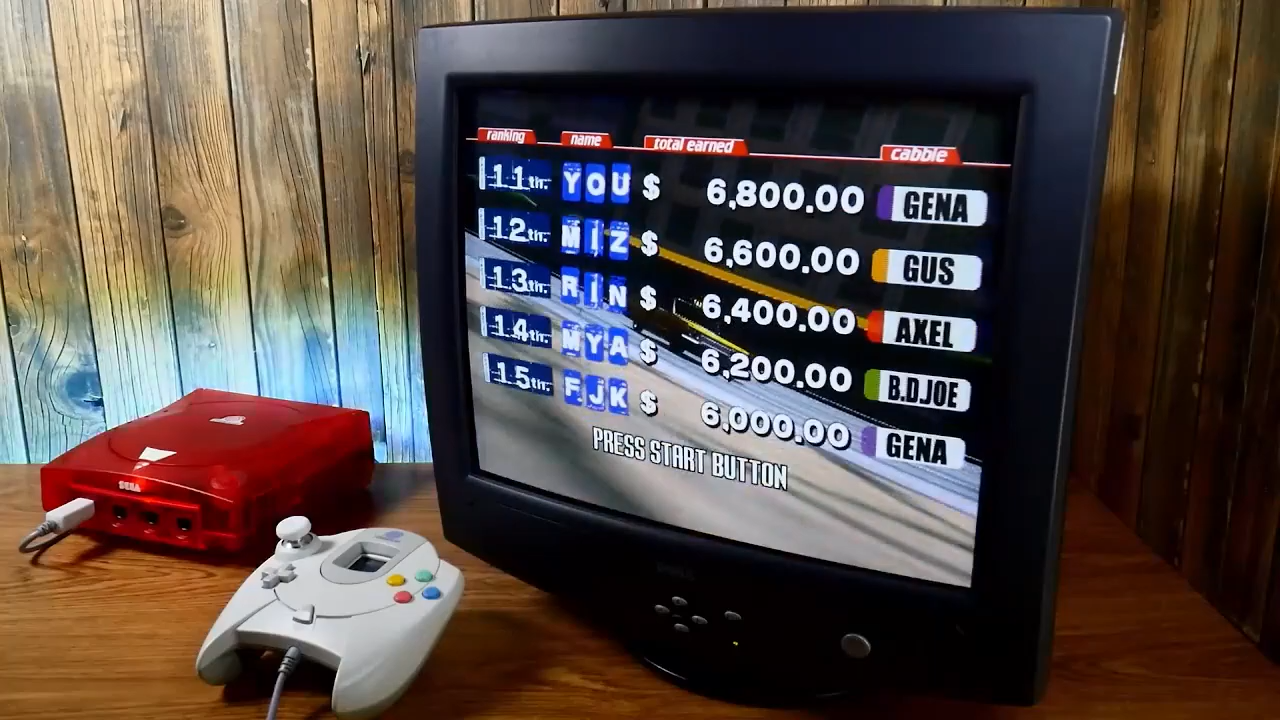 ranking name total earned cabbie
11th. YOU $ 6,800.00 GENA
12th. MIZ $ 6,600.00 GUS
13th. RIN $ 6,400.00 AXEL
14th. MYA $ 6,200.00 B.D.JOE
15th. FJK $ 6,000.00 GENA
PRESS START BUTTON
SEGA
DELL